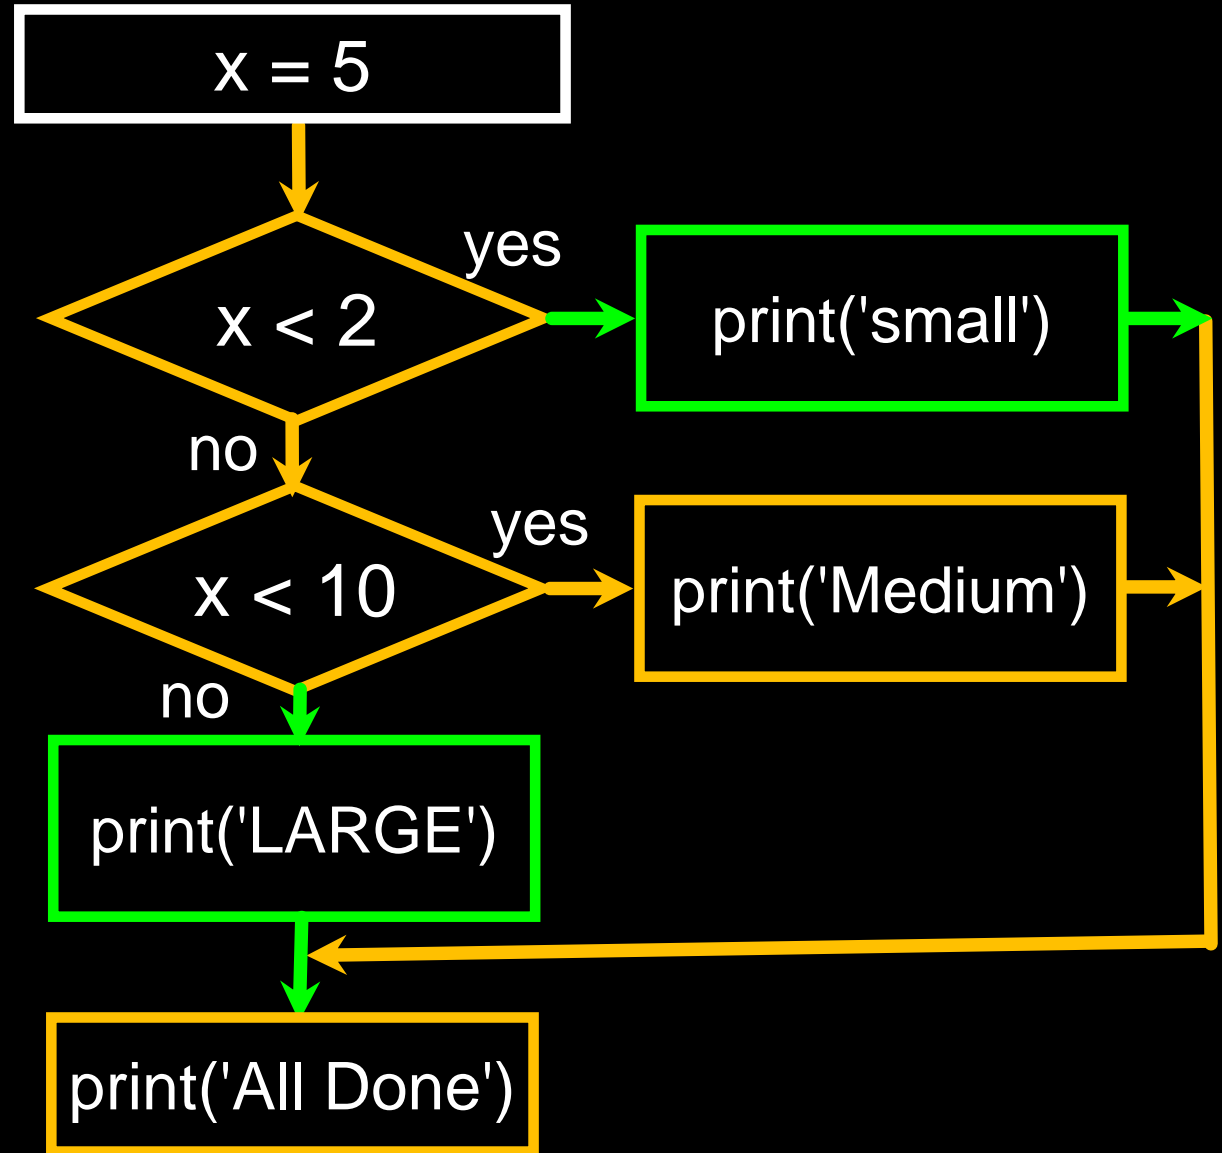 x = 5
yes
x < 2
print('small')
no
yes
x < 10
print('Medium')
no
print('LARGE')
print('All Done')